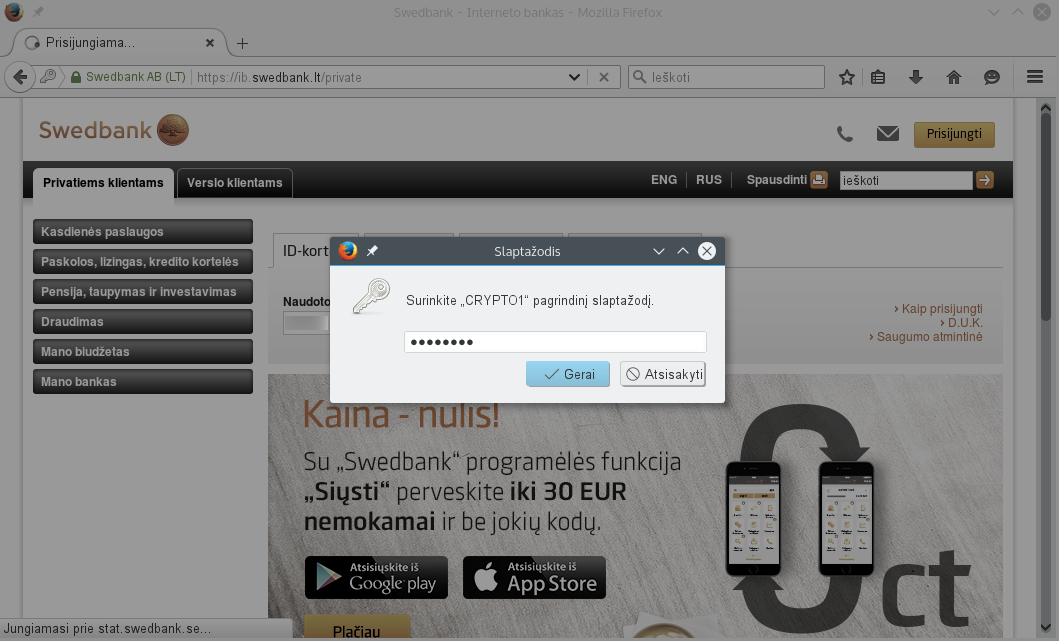 Swedbank - Interneto bankas - Mozilla Firefox
Prisijungiama...
Swedbank AB (LT)
https://ib.swedbank.lt/private
Ieškoti
Swedbank
Prisijungti
Privatiems klientams
Verslo klientams
ENG
RUS
Spausdinti
ieškoti
Kasdienės paslaugos
Paskolos, lizingas, kredito kortelės
Pensija, taupymas ir investavimas
Draudimas
Mano biudžetas
Mano bankas
ID-kort
Naudoto
Slaptažodis
Surinkite „CRYPTO1“ pagrindinį slaptažodį.
●●●●●●●●
Gerai
Atsisakyti
› Kaip prisijungti
› D.U.K.
› Saugumo atmintinė
Kaina - nulis!
Su „Swedbank“ programėlės funkcija
„Siųsti“ perveskite iki 30 EUR
nemokamai ir be jokių kodų.
Atsisiųskite iš
Google play
Atsisiųskite iš
App Store
0 ct
Plačiau
Jungiamasi prie stat.swedbank.se...